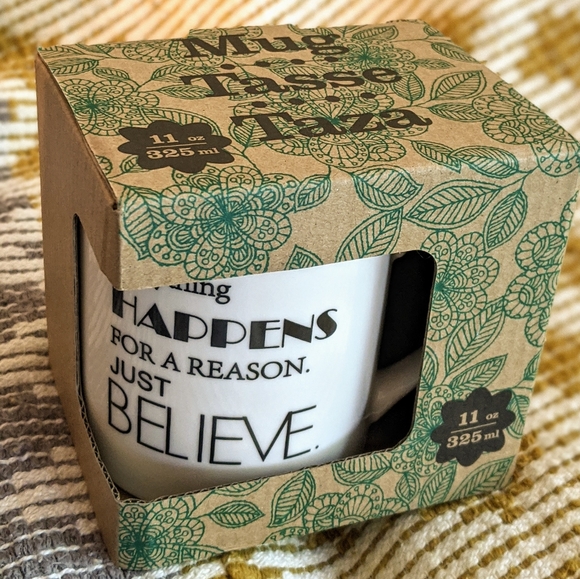 Mug
Tasse
Taza
11 oz
325 ml
HAPPENS
FOR A REASON.
JUST
BELIEVE.
11 oz
325 ml